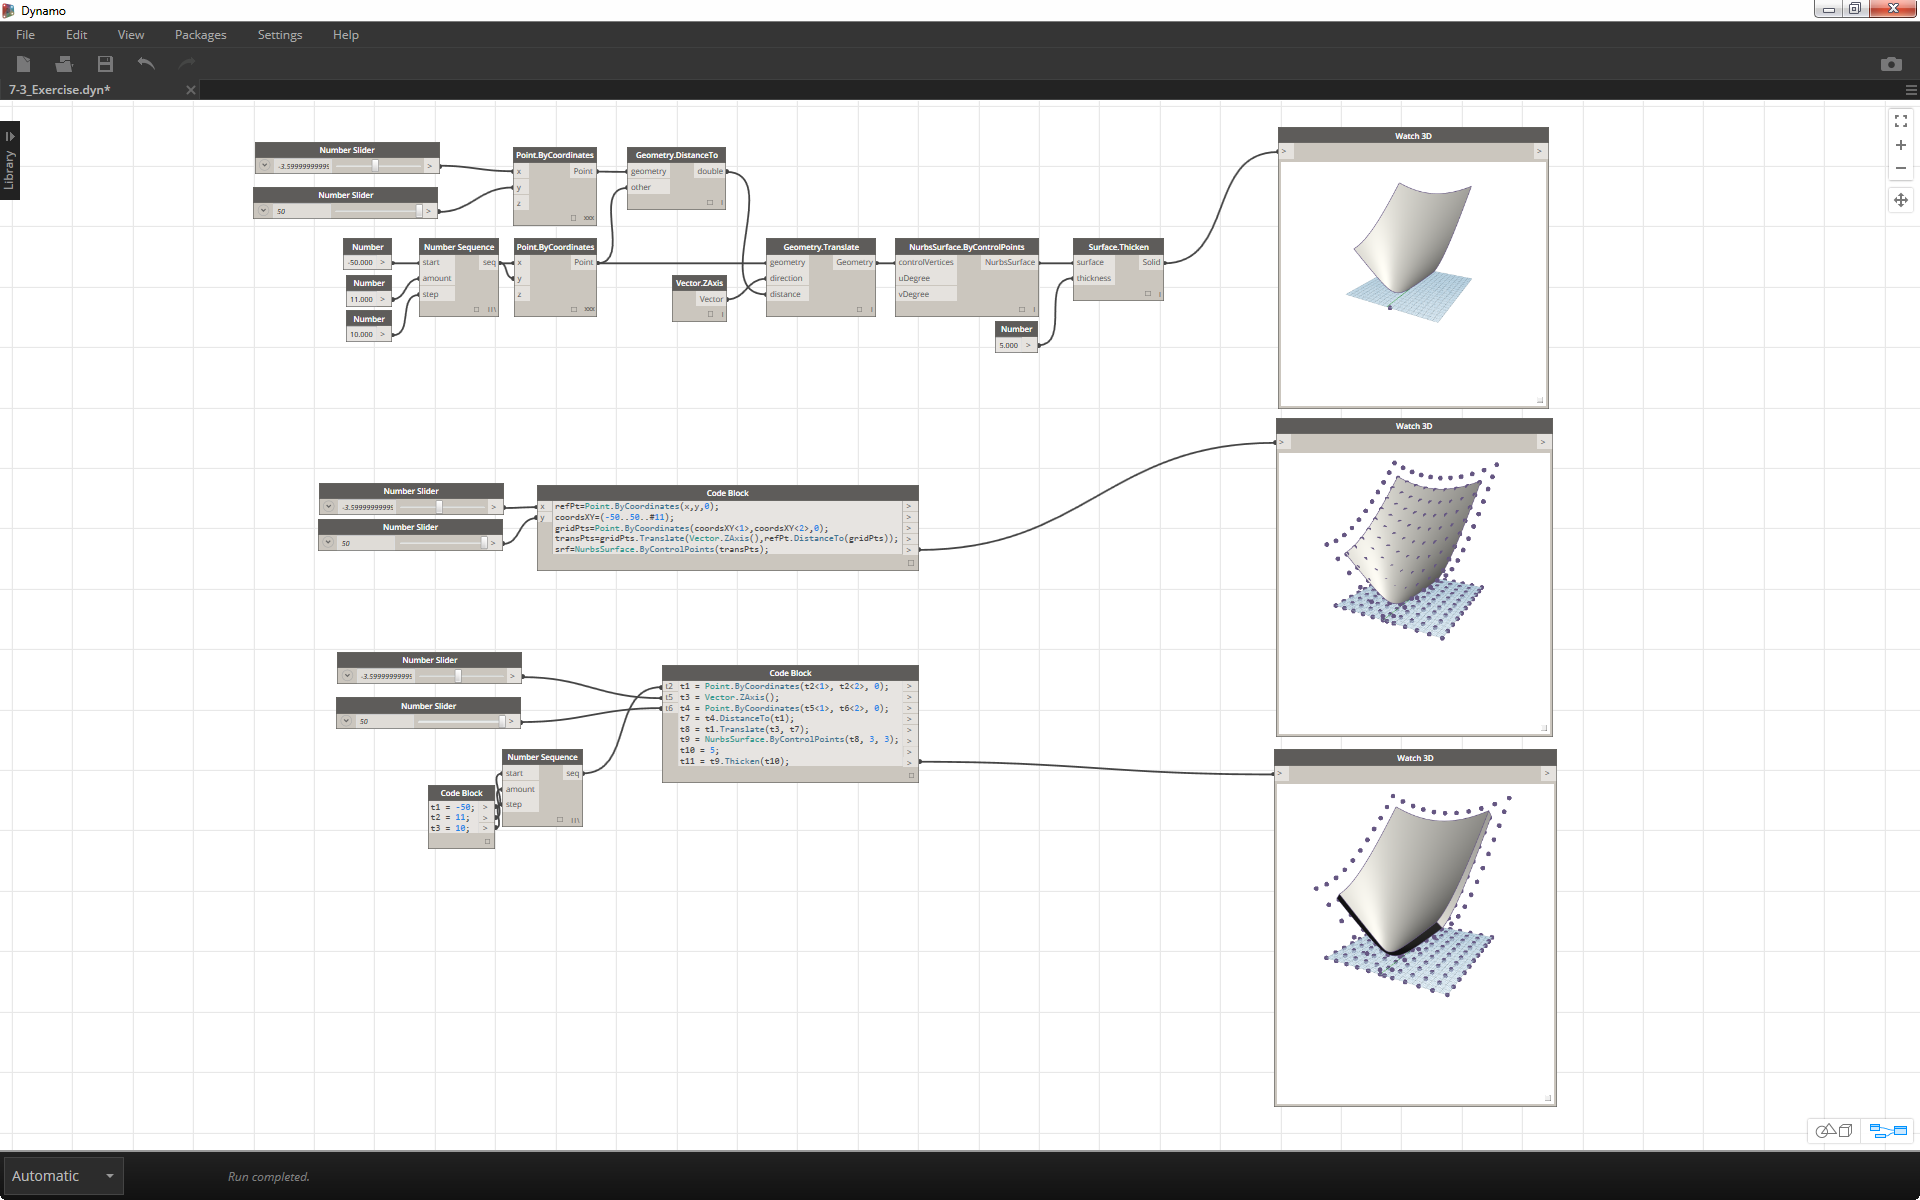 Dynamo
File Edit View Packages Settings Help
7-3_Exercise.dyn*
Library
Number Slider
-3.5999999999
Number Slider
50
Point.ByCoordinates
x Point
y
z
Geometry.DistanceTo
geometry double
other
Number
-50.000 >
Number
11.000 >
Number
10.000 >
Number Sequence
start seq
amount
step
Point.ByCoordinates
x Point
y
z
Vector.ZAxis
Vector
Geometry.Translate
geometry Geometry
direction
distance
NurbsSurface.ByControlPoints
controlVertices NurbsSurface
uDegree
vDegree
Number
5.000 >
Surface.Thicken
surface Solid
thickness
Watch 3D
Number Slider
-3.5999999999
Number Slider
50
Code Block
x refPt=Point.ByCoordinates(x,y,0);
y coordsXY=(-50..50..#11);
gridPts=Point.ByCoordinates(coordsXY<1>,coordsXY<2>,0);
transPts=gridPts.Translate(Vector.ZAxis(),refPt.DistanceTo(gridPts));
srf=NurbsSurface.ByControlPoints(transPts);
Watch 3D
Number Slider
-3.5999999999
Number Slider
50
Code Block
t1 = -50;
t2 = 11;
t3 = 10;
Number Sequence
start seq
amount
step
Code Block
t2 t1 = Point.ByCoordinates(t2<1>, t2<2>, 0);
t5 t3 = Vector.ZAxis();
t6 t4 = Point.ByCoordinates(t5<1>, t6<2>, 0);
t7 = t4.DistanceTo(t1);
t8 = t1.Translate(t3, t7);
t9 = NurbsSurface.ByControlPoints(t8, 3, 3);
t10 = 5;
t11 = t9.Thicken(t10);
Watch 3D
Automatic
Run completed.